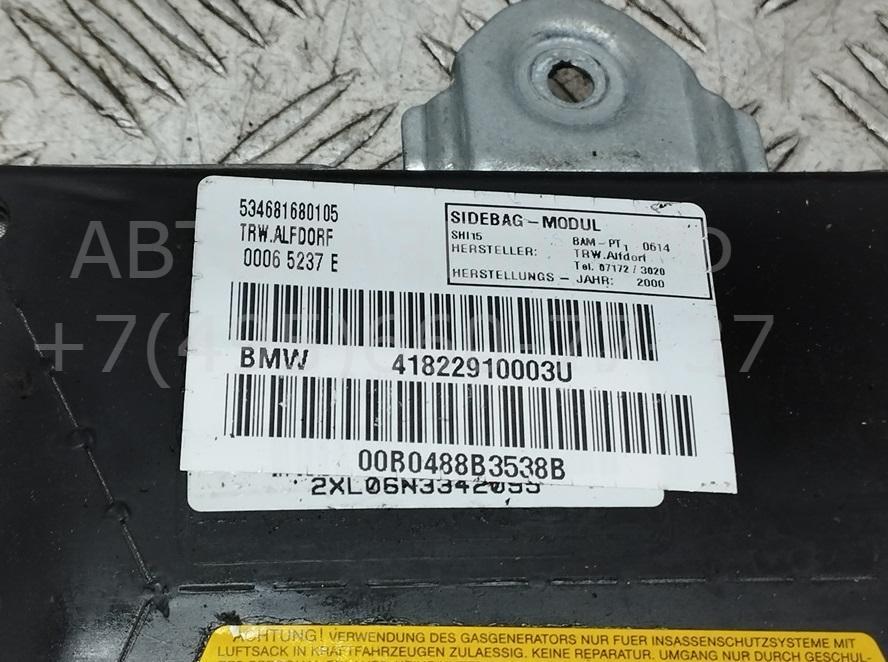 534681680105
TRW.ALFDORF
0006 5237 E
SIDEBAG-MODUL
SHI15 BAM-PT1 0614
HERSTELLER: TRW.Alfdorf
Tel. 07172 / 3020
HERSTELLUNGS - JAHR: 2000
BMW 41822910003U
00B0488B3538B
2XL06N3342095
ACHTUNG! VERWENDUNG DES GASGENERATORS NUR FUER INSASSENSCHUTZSYSTEME MIT
LUFTSACK IN KRAFTFAHRZEUGEN ZULAESSIG. KEINE REPARATUR. UMGANG NUR DURCH GESCHUL-